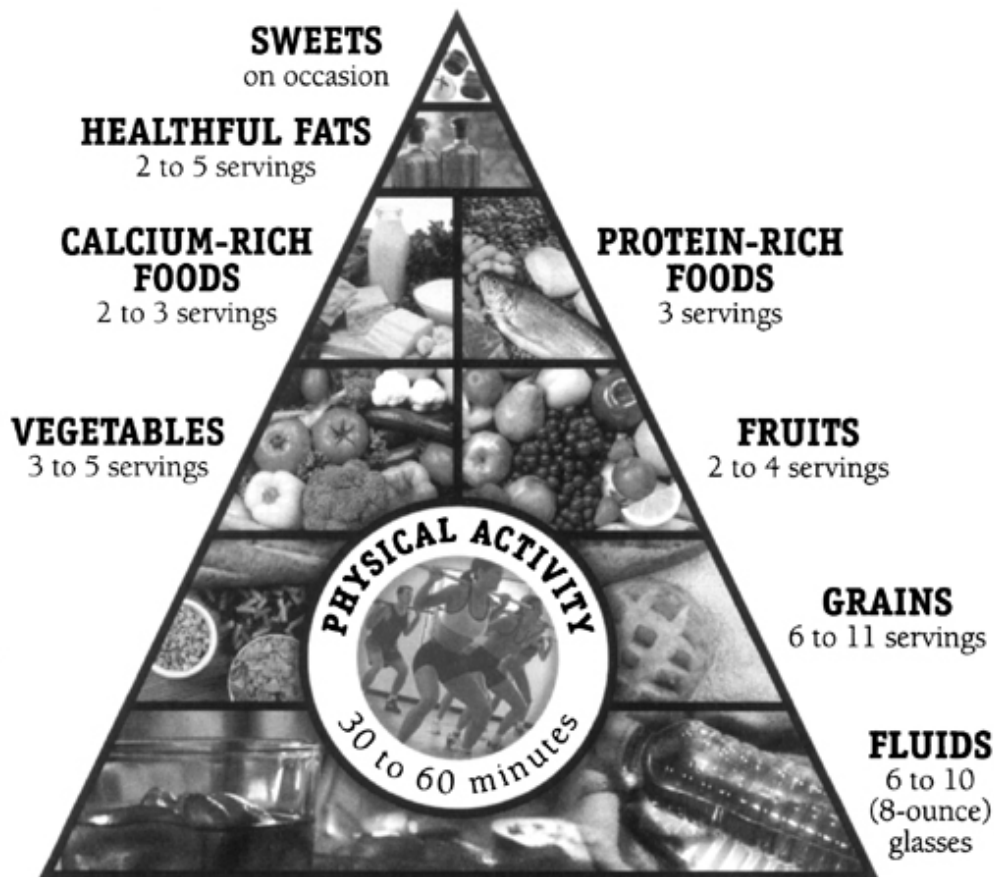 SWEETS
on occasion
HEALTHFUL FATS
2 to 5 servings
CALCIUM-RICH
FOODS
2 to 3 servings
PROTEIN-RICH
FOODS
3 servings
VEGETABLES
3 to 5 servings
FRUITS
2 to 4 servings
PHYSICAL ACTIVITY
30 to 60 minutes
GRAINS
6 to 11 servings
FLUIDS
6 to 10
(8-ounce)
glasses